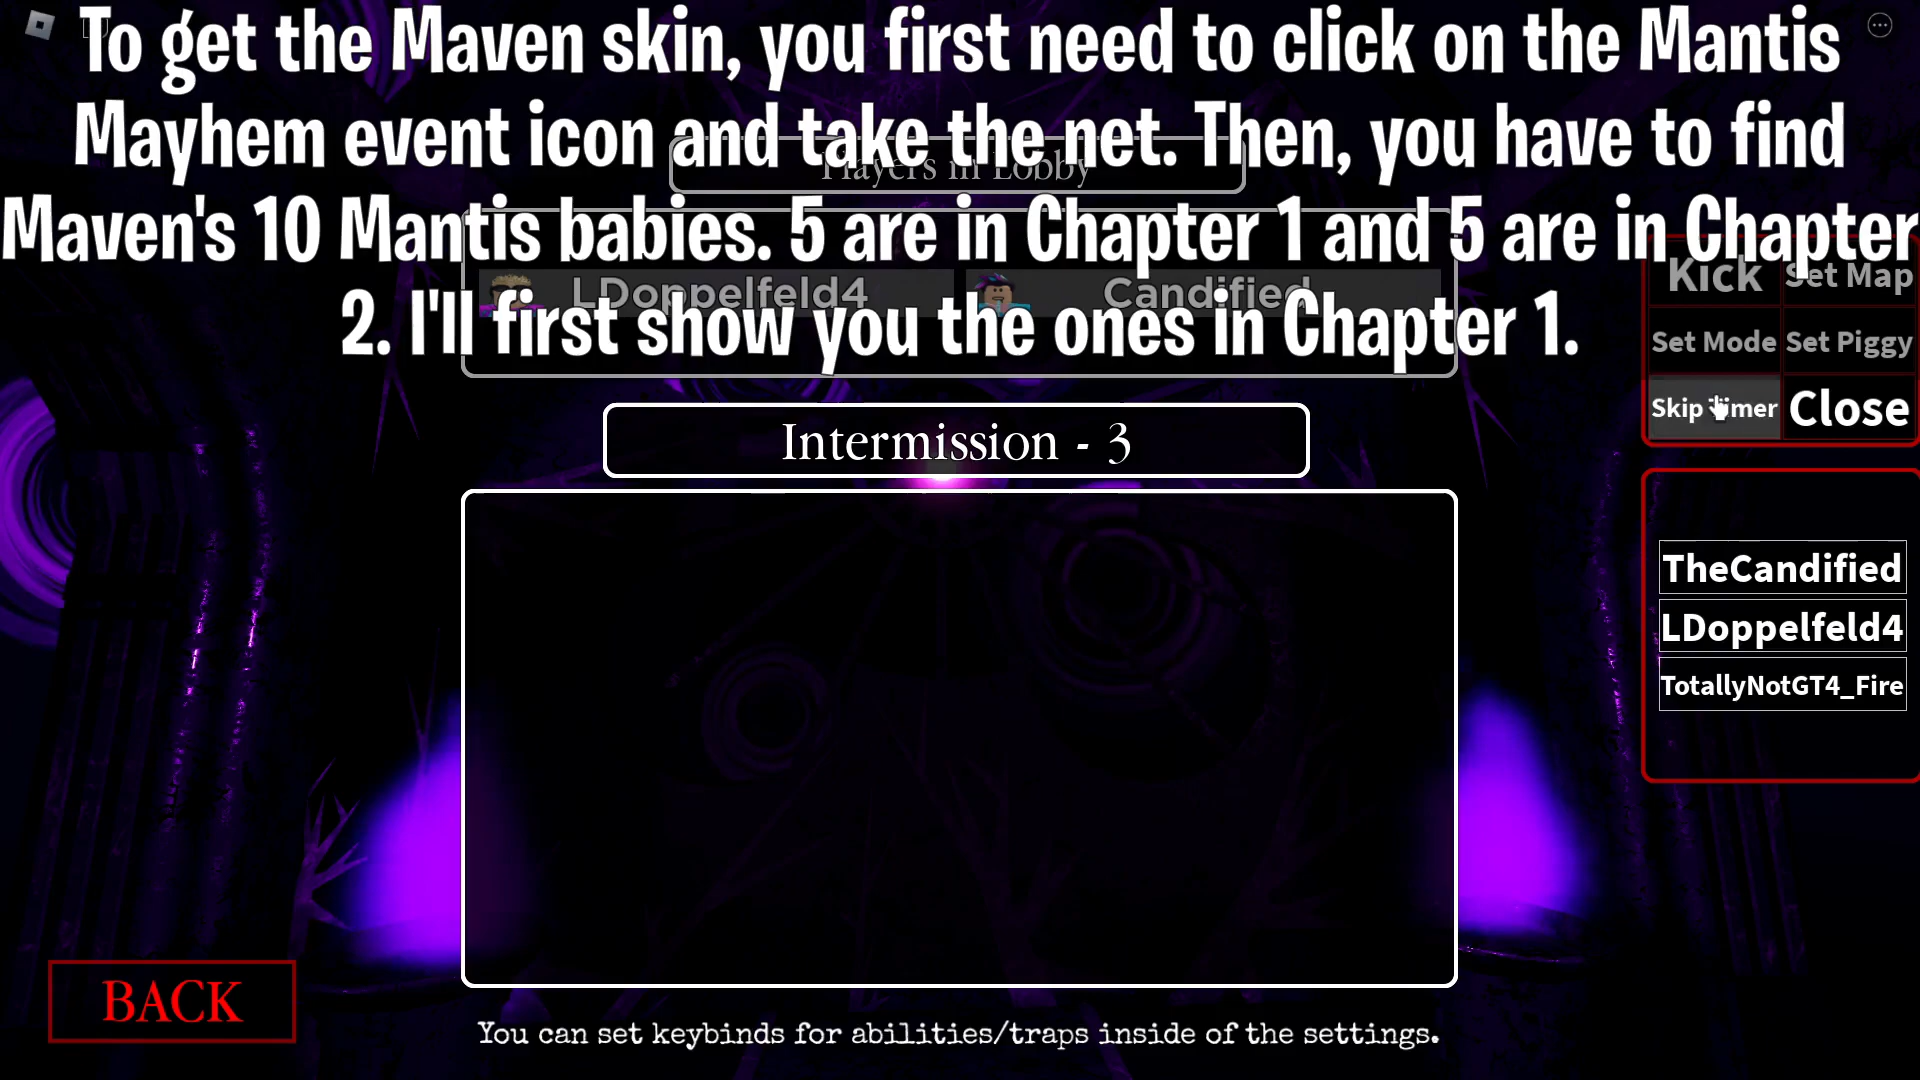 To get the Maven skin, you first need to click on the Mantis
Mayhem event icon and take the net. Then, you have to find
Maven's 10 Mantis babies. 5 are in Chapter 1 and 5 are in Chapter
2. I'll first show you the ones in Chapter 1.
Players in Lobby
LDoppelfeld4
Candified
Kick
Set Map
Set Mode
Set Piggy
Skip Timer
Close
Intermission - 3
TheCandified
LDoppelfeld4
TotallyNotGT4_Fire
BACK
You can set keybinds for abilities/traps inside of the settings.